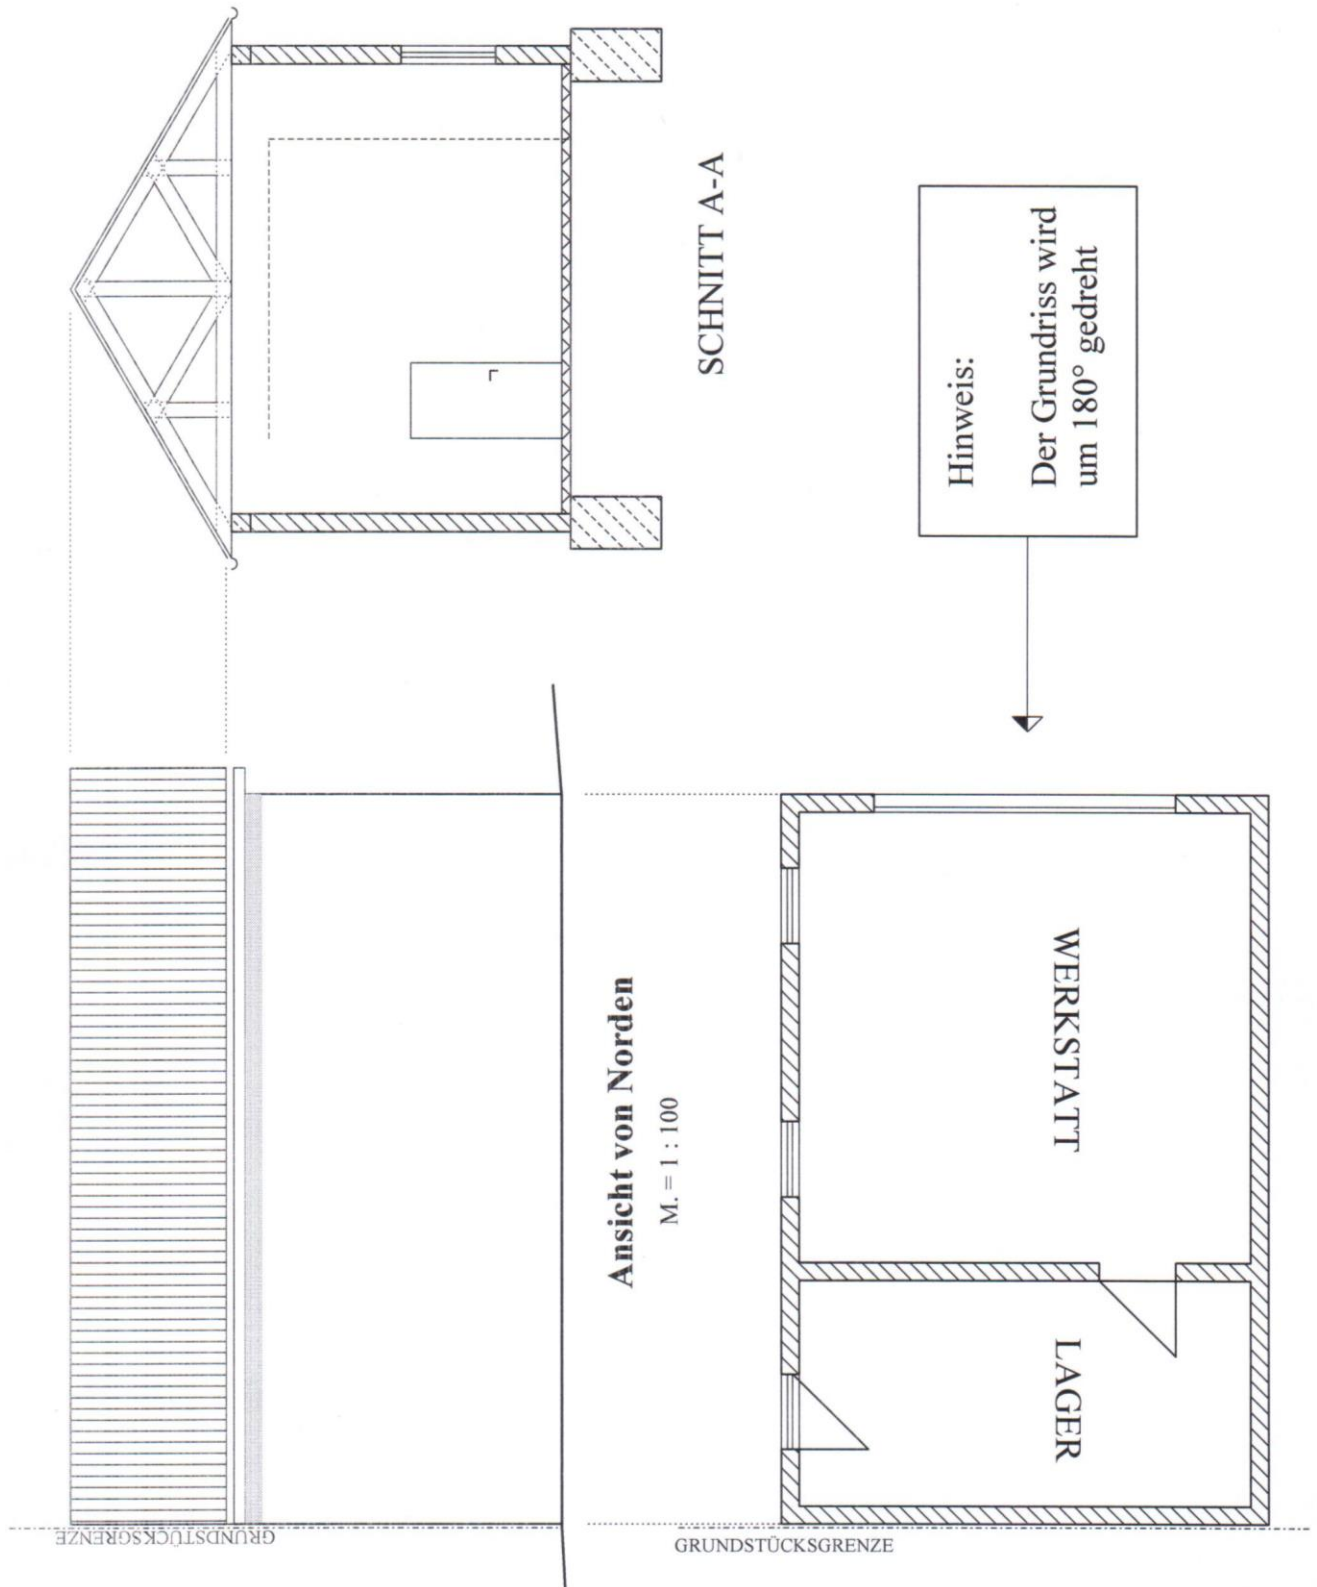 SCHNITT A-A
Hinweis:
Der Grundriss wird
um 180° gedreht
Ansicht von Norden
M. = 1 : 100
WERKSTATT
LAGER
GRUNDSTÜCKSGRENZE
GRUNDSTÜCKSGRENZE